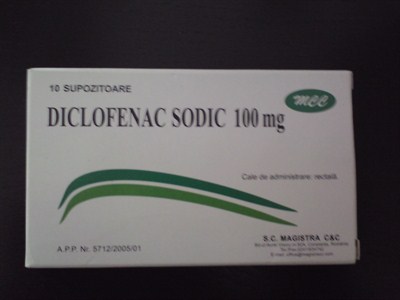 10 SUPOZITOARE
MCC
DICLOFENAC SODIC 100 mg
Cale de administrare: rectală.
S.C. MAGISTRA C&C
A.P.P. Nr. 5712/2005/01